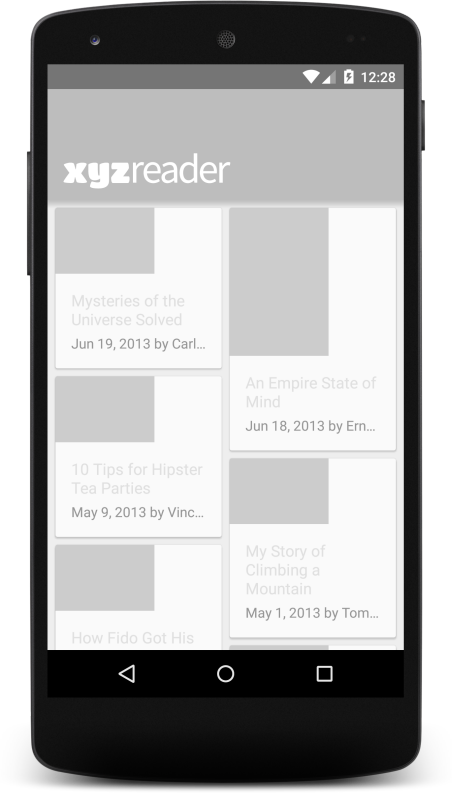 12:28
xyzreader
Mysteries of the
Universe Solved
Jun 19, 2013 by Carl...
An Empire State of
Mind
Jun 18, 2013 by Ern...
10 Tips for Hipster
Tea Parties
May 9, 2013 by Vinc...
My Story of
Climbing a
Mountain
May 1, 2013 by Tom...
How Fido Got His